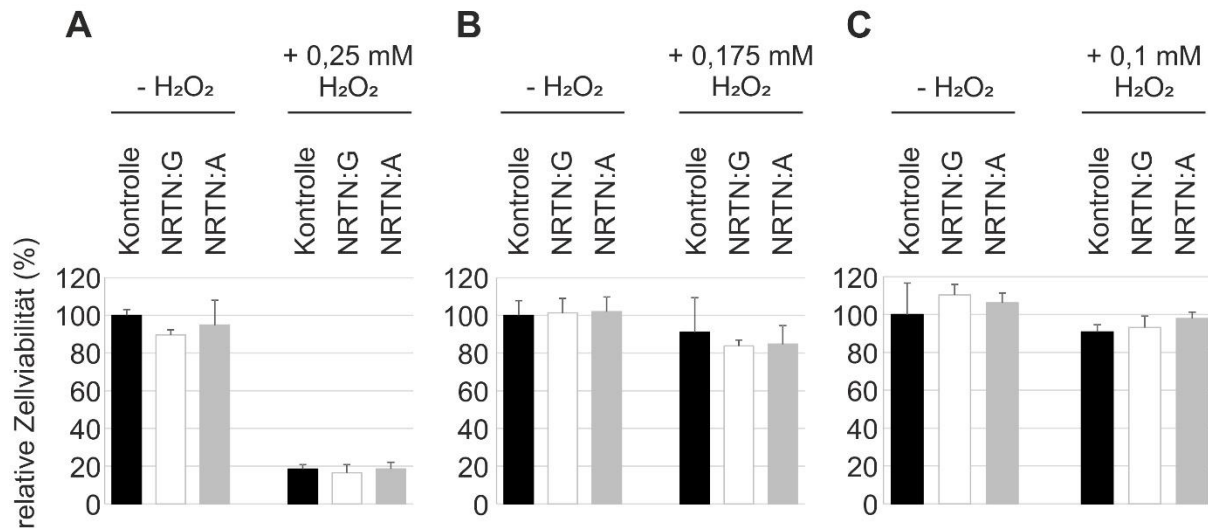 A
- H₂O₂
+ 0,25 mM
H₂O₂
Kontrolle
NRTN:G
NRTN:A
Kontrolle
NRTN:G
NRTN:A
relative Zellviabilität (%)
120
100
80
60
40
20
0
B
- H₂O₂
+ 0,175 mM
H₂O₂
Kontrolle
NRTN:G
NRTN:A
Kontrolle
NRTN:G
NRTN:A
120
100
80
60
40
20
0
C
- H₂O₂
+ 0,1 mM
H₂O₂
Kontrolle
NRTN:G
NRTN:A
Kontrolle
NRTN:G
NRTN:A
120
100
80
60
40
20
0